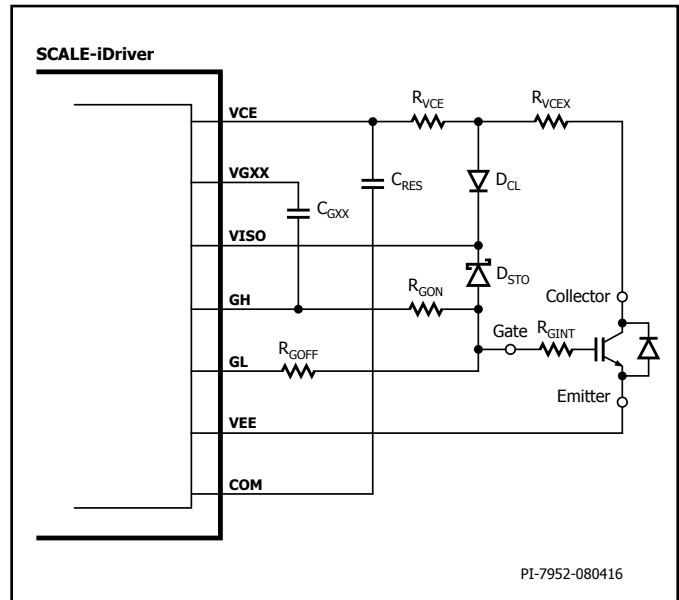 SCALE-iDriver
VCE
R_VCE
R_VCEX
VGXX
C_GXX
C_RES
D_CL
VISO
D_STO
GH
R_GON
Collector
Gate
R_GINT
GL
R_GOFF
Emitter
VEE
COM
PI-7952-080416